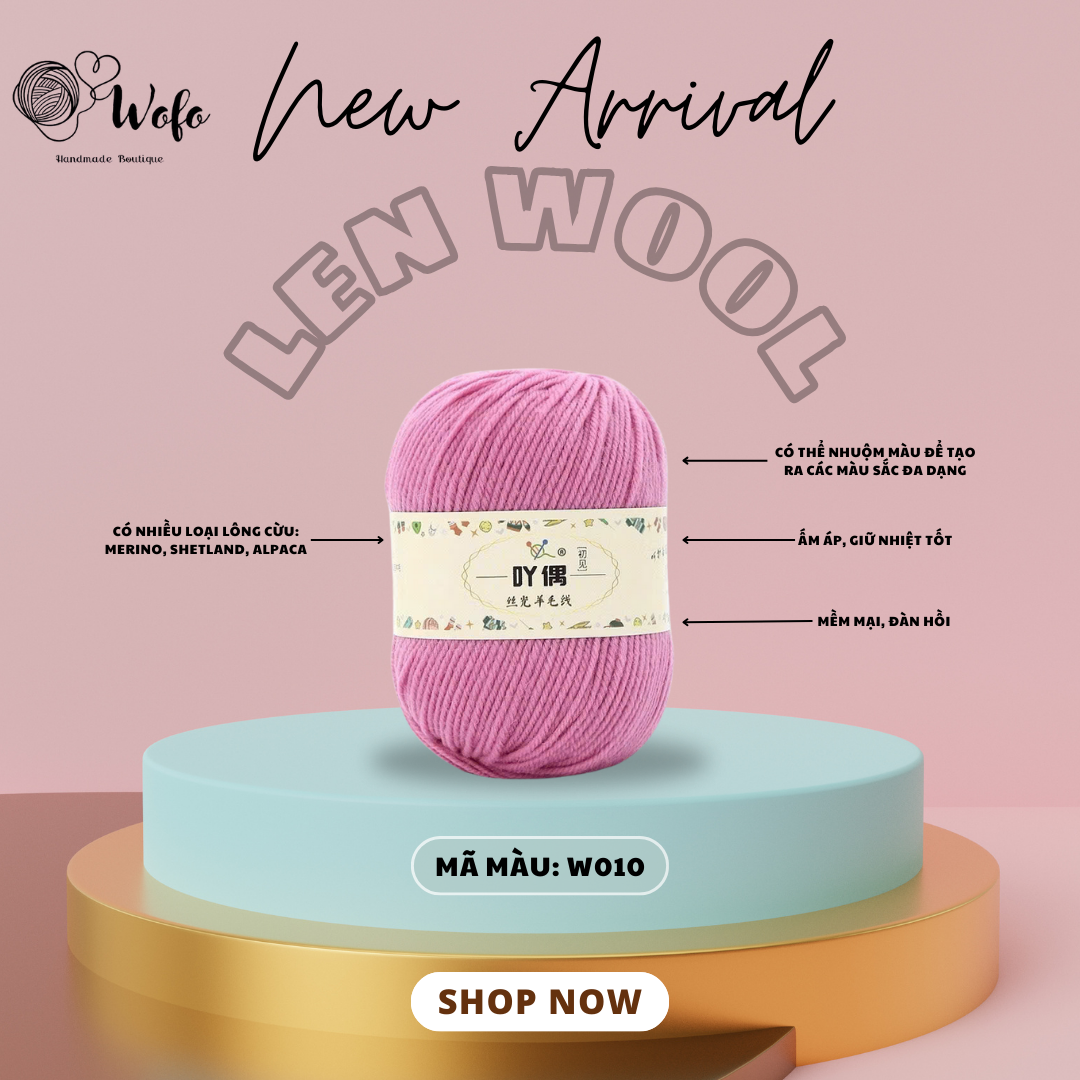 Wofo
Handmade Boutique
New Arrival
LEN WOOL
CÓ THỂ NHUỘM MÀU ĐỂ TẠO
RA CÁC MÀU SẮC ĐA DẠNG
CÓ NHIỀU LOẠI LÔNG CỪU:
MERINO, SHETLAND, ALPACA
ẤM ÁP, GIỮ NHIỆT TỐT
MỀM MẠI, ĐÀN HỒI
®
初见
吖偶
丝光羊毛线
MÃ MÀU: W010
SHOP NOW